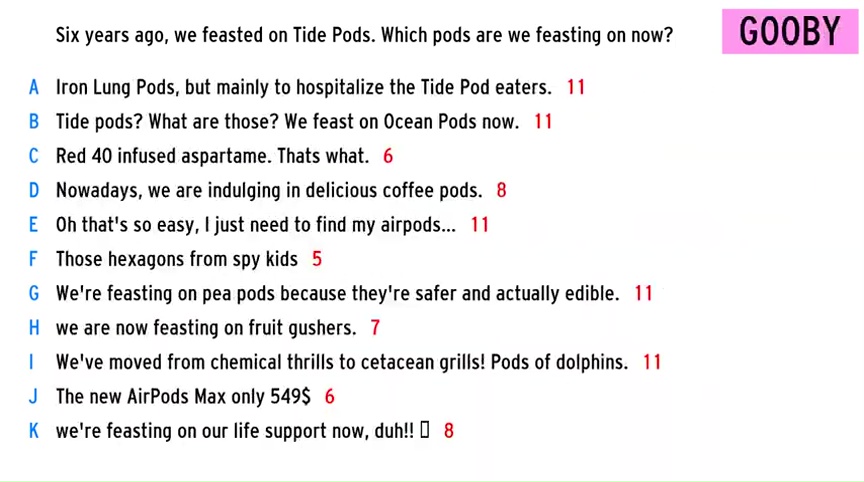 Six years ago, we feasted on Tide Pods. Which pods are we feasting on now?
GOOBY
A Iron Lung Pods, but mainly to hospitalize the Tide Pod eaters. 11
B Tide pods? What are those? We feast on Ocean Pods now. 11
C Red 40 infused aspartame. Thats what. 6
D Nowadays, we are indulging in delicious coffee pods. 8
E Oh that's so easy, I just need to find my airpods... 11
F Those hexagons from spy kids 5
G We're feasting on pea pods because they're safer and actually edible. 11
H we are now feasting on fruit gushers. 7
I We've moved from chemical thrills to cetacean grills! Pods of dolphins. 11
J The new AirPods Max only 549$ 6
K we're feasting on our life support now, duh!! 8